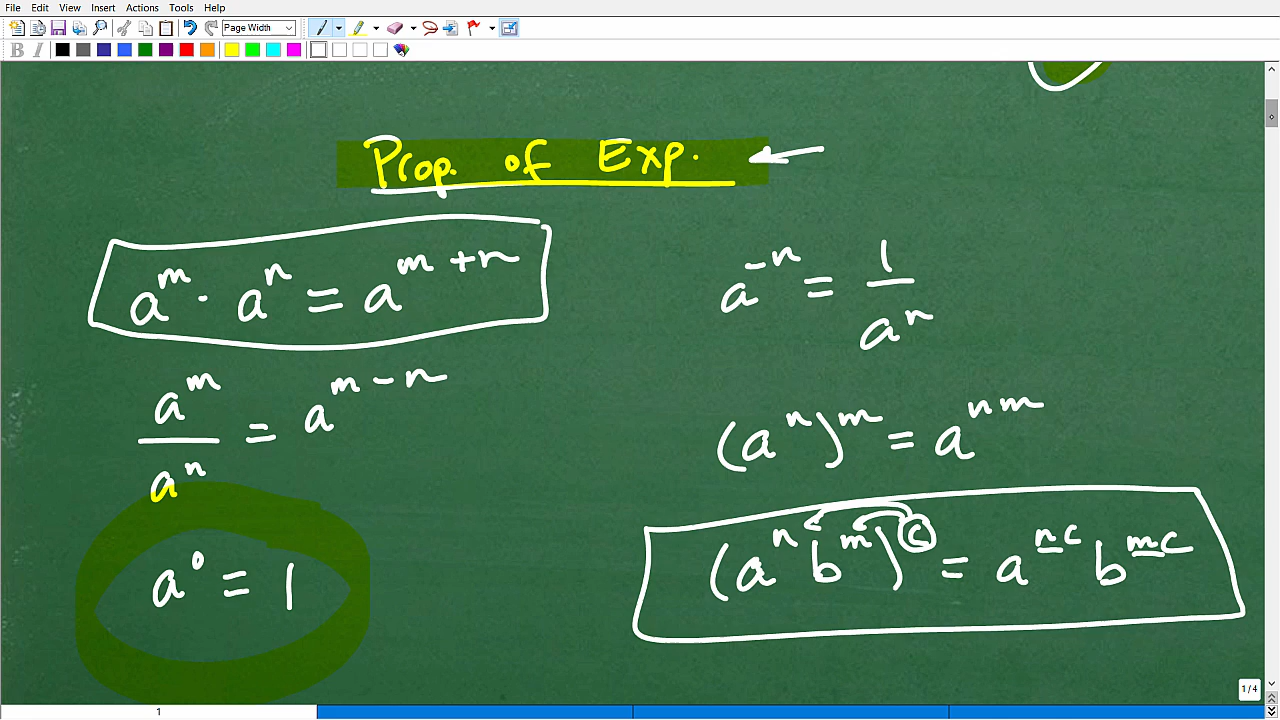 File Edit View Insert Actions Tools Help
Page Width
B I
Prop. of Exp.
a^m · a^n = a^(m+n)
a^m / a^n = a^(m-n)
a^0 = 1
a^(-n) = 1 / a^n
(a^n)^m = a^(nm)
(a^n b^m)^c = a^(nc) b^(mc)
1/4
1